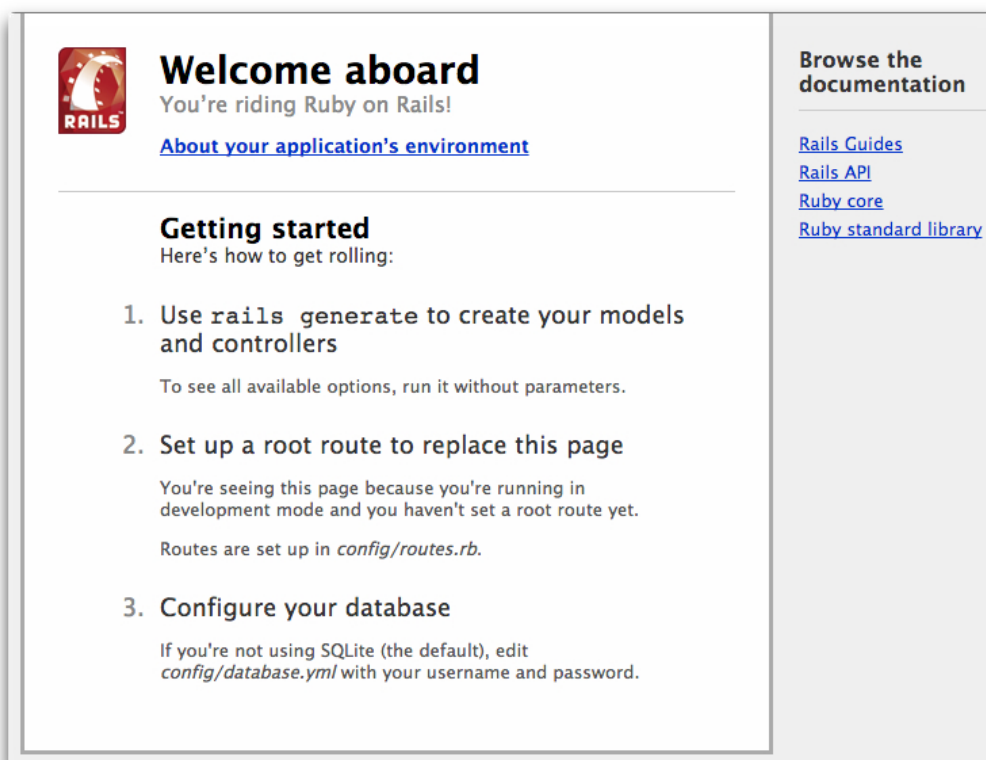 RAILS
Welcome aboard
You're riding Ruby on Rails!
About your application's environment
Getting started
Here's how to get rolling:
1. Use rails generate to create your models
and controllers
To see all available options, run it without parameters.
2. Set up a root route to replace this page
You're seeing this page because you're running in
development mode and you haven't set a root route yet.
Routes are set up in config/routes.rb.
3. Configure your database
If you're not using SQLite (the default), edit
config/database.yml with your username and password.
Browse the
documentation
Rails Guides
Rails API
Ruby core
Ruby standard library